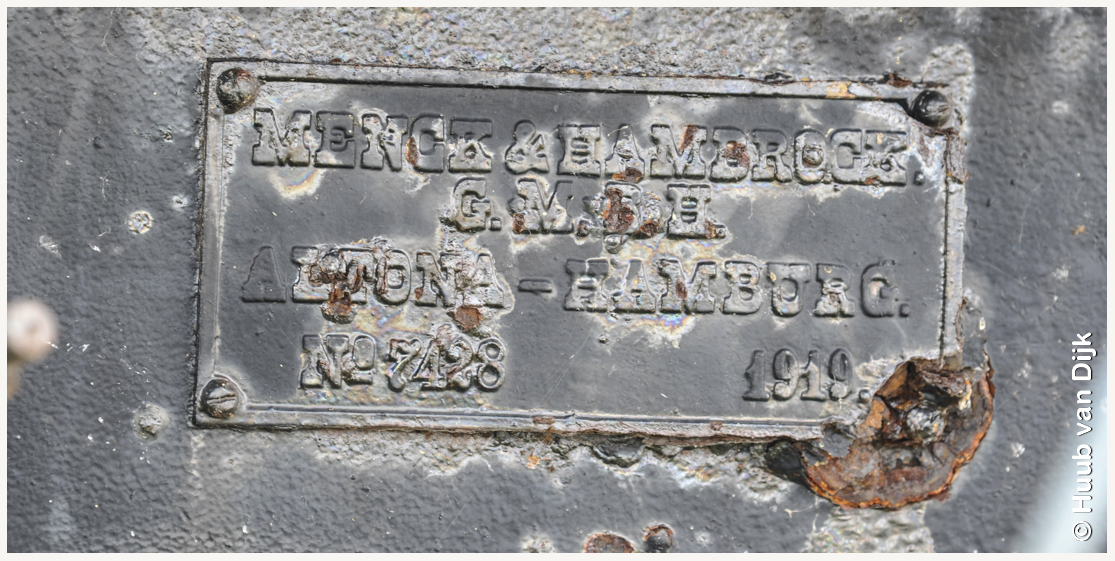 MENCK & HAMBROCK.
G.M.B.H.
ALTONA-HAMBURG.
No 7428 1919.
© Huub van Dijk